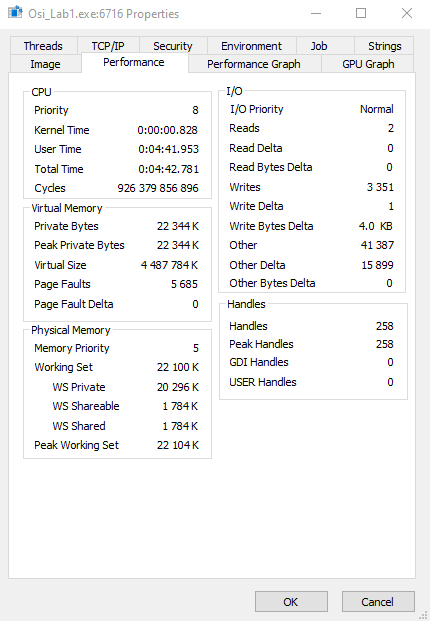 Osi_Lab1.exe:6716 Properties
Threads TCP/IP Security Environment Job Strings
Image Performance Performance Graph GPU Graph
CPU
Priority 8
Kernel Time 0:00:00.828
User Time 0:04:41.953
Total Time 0:04:42.781
Cycles 926 379 856 896
Virtual Memory
Private Bytes 22 344 K
Peak Private Bytes 22 344 K
Virtual Size 4 487 784 K
Page Faults 5 685
Page Fault Delta 0
Physical Memory
Memory Priority 5
Working Set 22 100 K
WS Private 20 296 K
WS Shareable 1 784 K
WS Shared 1 784 K
Peak Working Set 22 104 K
I/O
I/O Priority Normal
Reads 2
Read Delta 0
Read Bytes Delta 0
Writes 3 351
Write Delta 1
Write Bytes Delta 4.0 KB
Other 41 387
Other Delta 15 899
Other Bytes Delta 0
Handles
Handles 258
Peak Handles 258
GDI Handles 0
USER Handles 0
OK Cancel